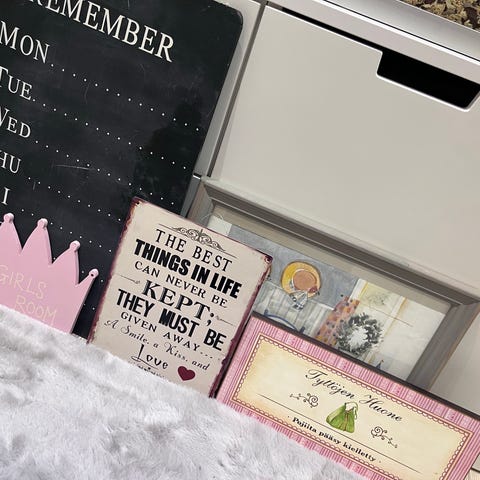 REMEMBER
MON
TUE
WED
HU
I
GIRLS
ROOM
THE BEST
THINGS IN LIFE
CAN NEVER BE
KEPT;
THEY MUST BE
GIVEN AWAY...
A Smile, a Kiss, and
Love
Tyttöjen Huone
Pojilta pääsy kielletty